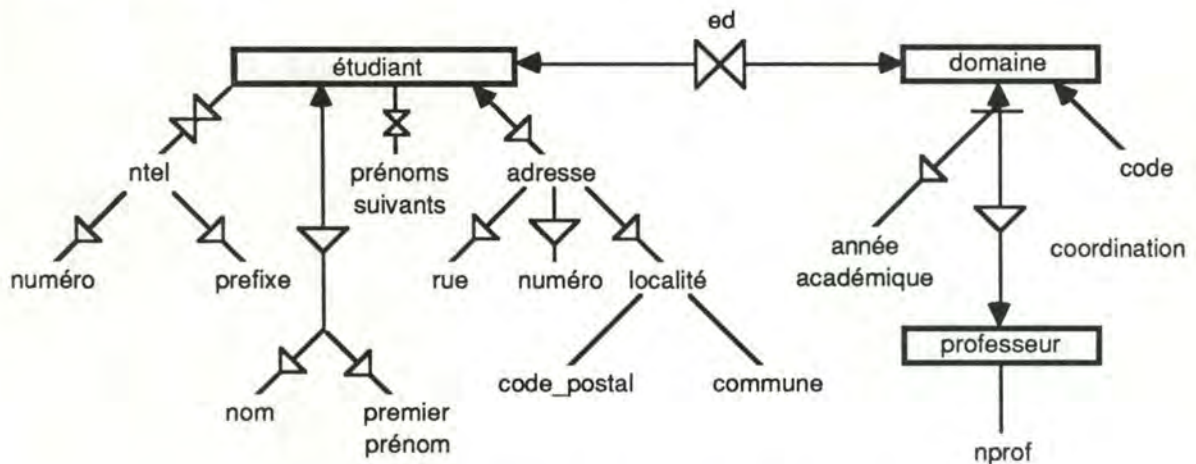 ed
étudiant
domaine
ntel
prénoms
suivants
adresse
code
numéro
prefixe
rue
numéro
localité
année
académique
coordination
professeur
nom
premier
prénom
code_postal
commune
nprof